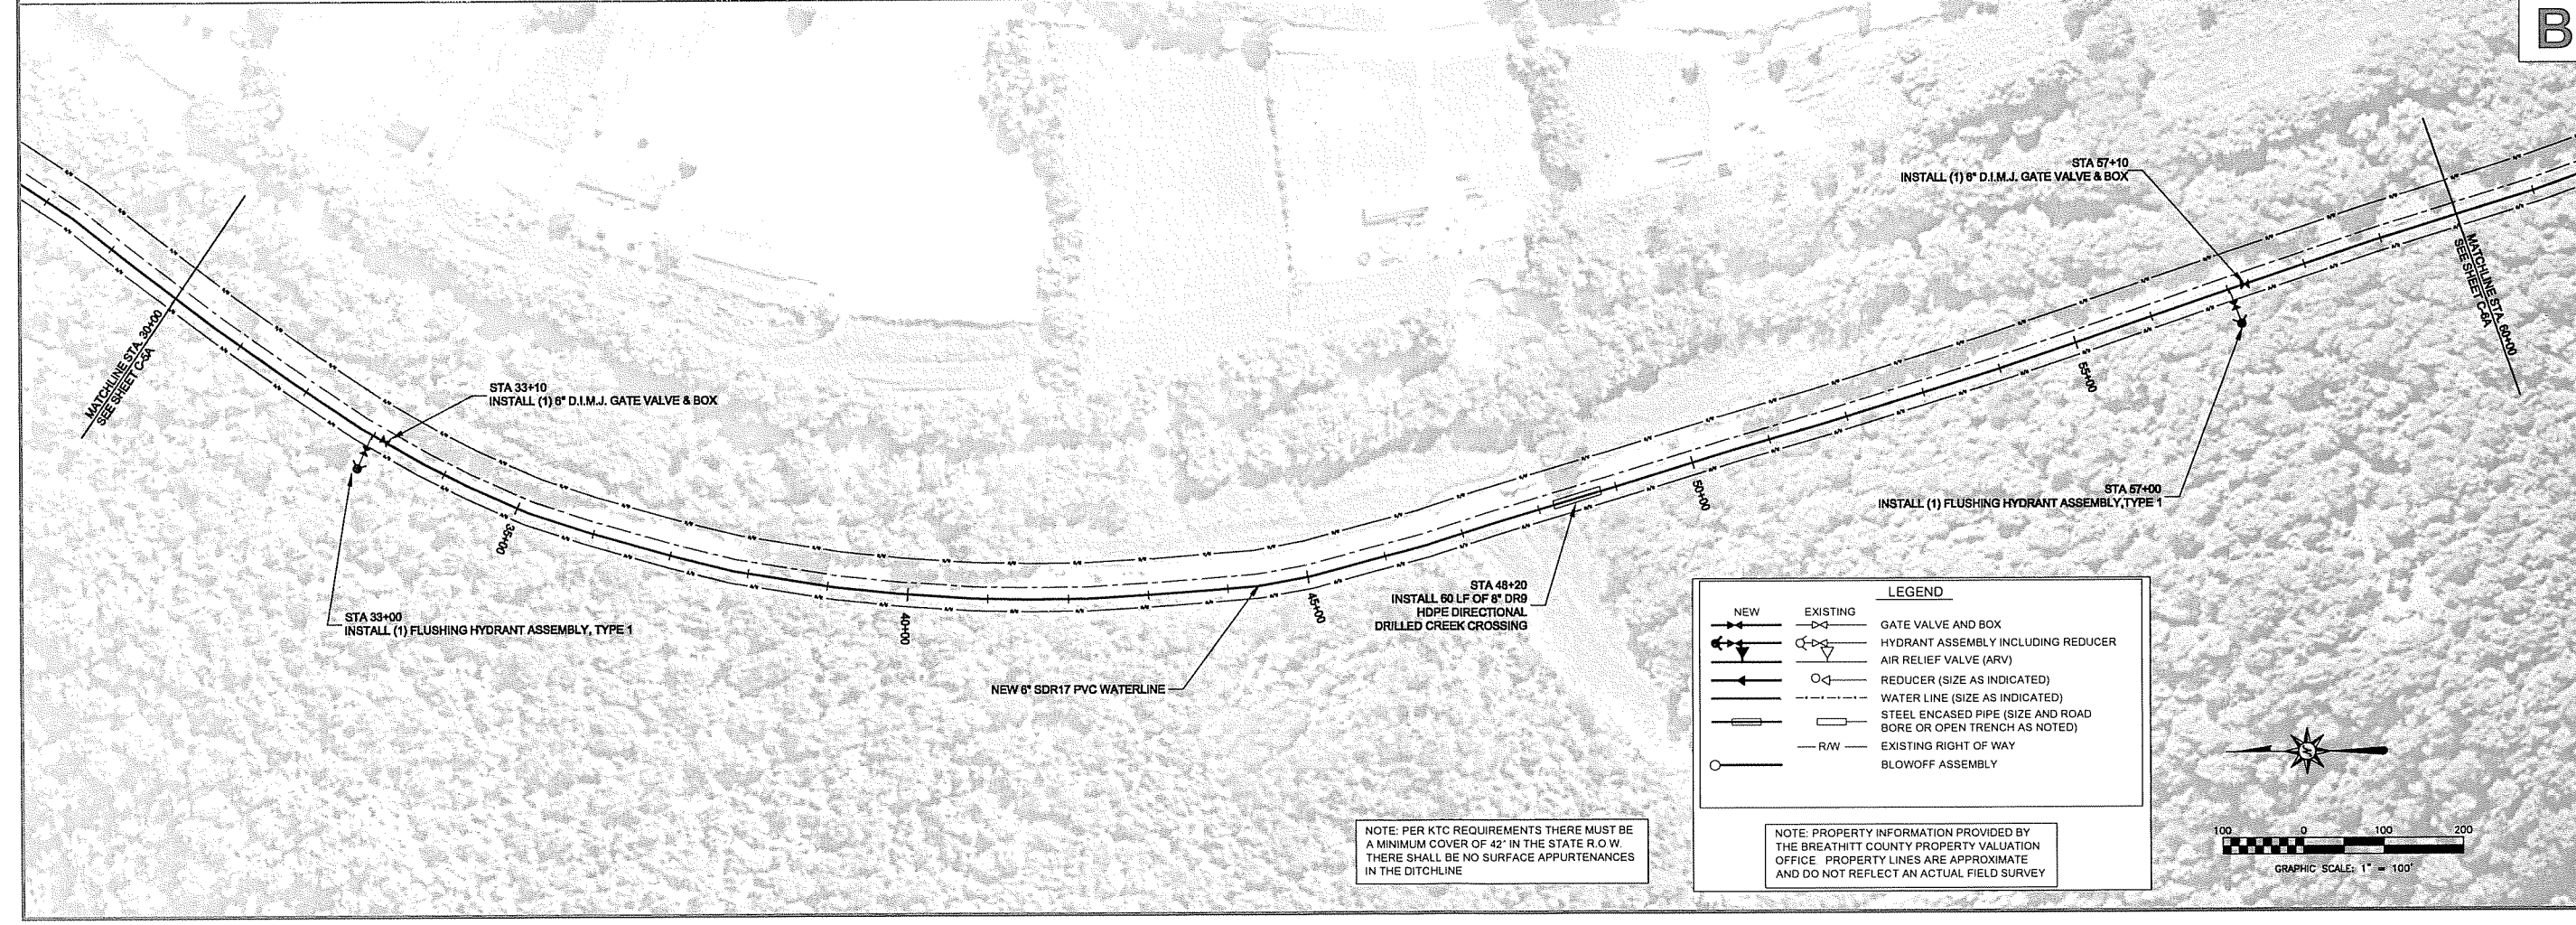 B
MATCHLINE STA. 30+00
SEE SHEET C-5A
STA 33+10
INSTALL (1) 6" D.I.M.J. GATE VALVE & BOX
STA 33+00
INSTALL (1) FLUSHING HYDRANT ASSEMBLY, TYPE 1
35+00
40+00
45+00
NEW 6" SDR17 PVC WATERLINE
STA 48+20
INSTALL 60 LF OF 8" DR9
HDPE DIRECTIONAL
DRILLED CREEK CROSSING
50+00
55+00
STA 57+10
INSTALL (1) 6" D.I.M.J. GATE VALVE & BOX
STA 57+00
INSTALL (1) FLUSHING HYDRANT ASSEMBLY, TYPE 1
MATCHLINE STA. 60+00
SEE SHEET C-6A
LEGEND
NEW EXISTING
GATE VALVE AND BOX
HYDRANT ASSEMBLY INCLUDING REDUCER
AIR RELIEF VALVE (ARV)
REDUCER (SIZE AS INDICATED)
WATER LINE (SIZE AS INDICATED)
STEEL ENCASED PIPE (SIZE AND ROAD
BORE OR OPEN TRENCH AS NOTED)
R/W EXISTING RIGHT OF WAY
BLOWOFF ASSEMBLY
NOTE: PER KTC REQUIREMENTS THERE MUST BE
A MINIMUM COVER OF 42" IN THE STATE R.O.W.
THERE SHALL BE NO SURFACE APPURTENANCES
IN THE DITCHLINE
NOTE: PROPERTY INFORMATION PROVIDED BY
THE BREATHITT COUNTY PROPERTY VALUATION
OFFICE PROPERTY LINES ARE APPROXIMATE
AND DO NOT REFLECT AN ACTUAL FIELD SURVEY
N
100 0 100 200
GRAPHIC SCALE: 1" = 100'